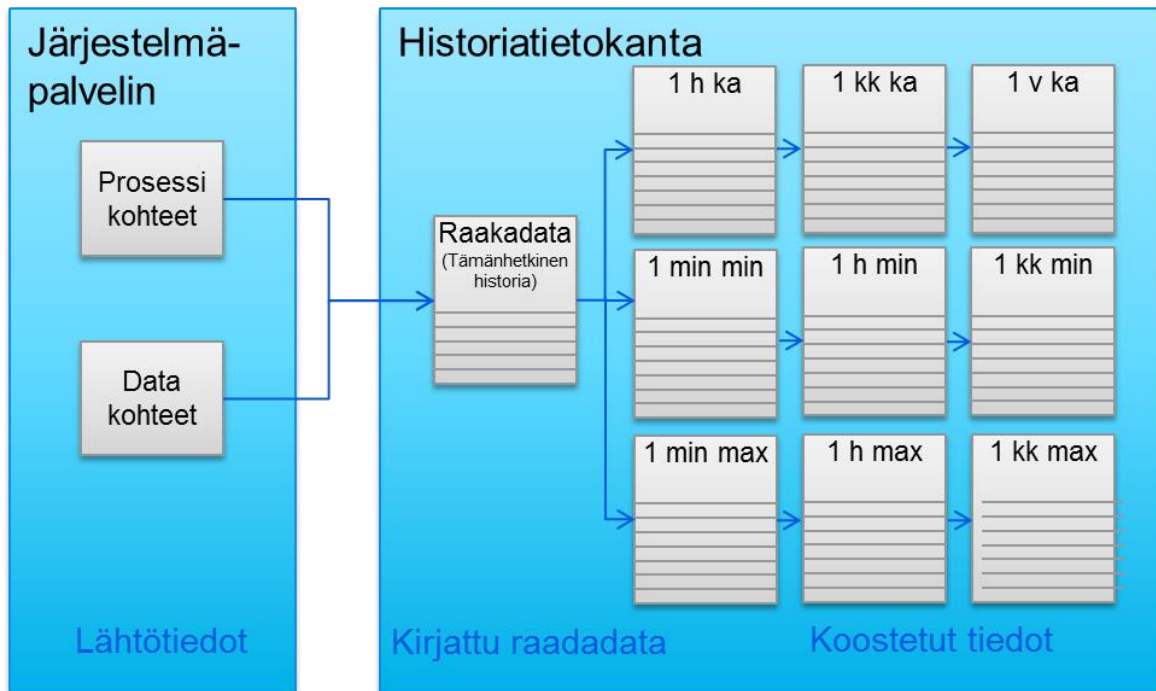 Järjestelmä-
palvelin
Prosessi
kohteet
Data
kohteet
Lähtötiedot
Historiatietokanta
Raakadata
(Tämänhetkinen
historia)
1 h ka
1 kk ka
1 v ka
1 min min
1 h min
1 kk min
1 min max
1 h max
1 kk max
Kirjattu raadadata
Koostetut tiedot